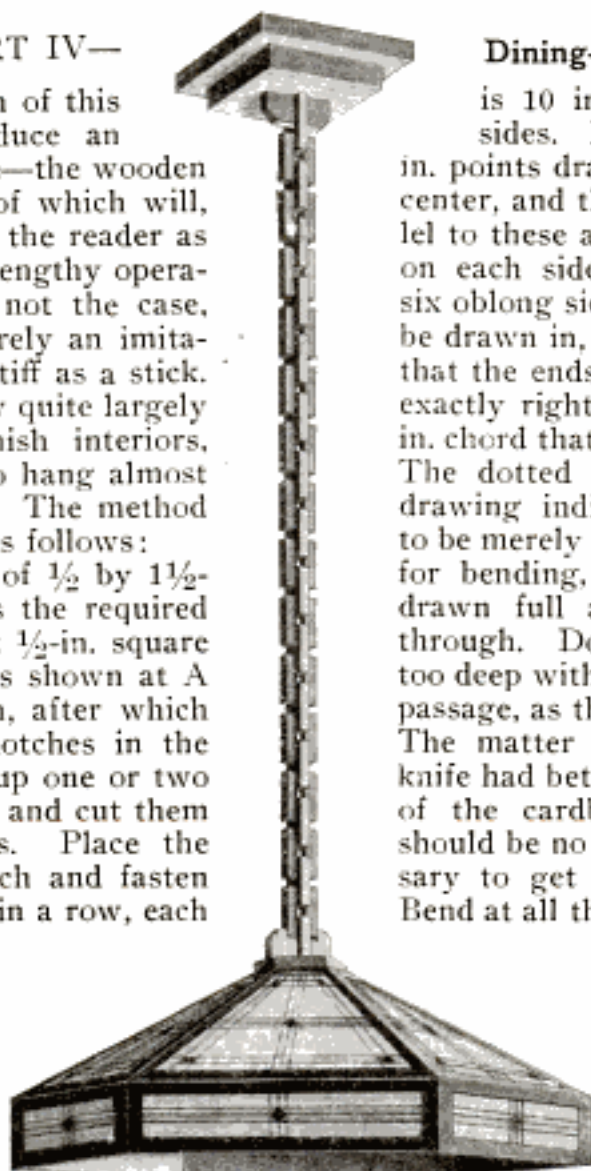 RT IV—
n of this
duce an
—the wooden
of which will,
the reader as
engthy opera-
not the case,
rely an imita-
tiff as a stick.
quite largely
nish interiors,
o hang almost
The method
s follows:
of ½ by 1½-
s the required
½-in. square
s shown at A
n, after which
otches in the
up one or two
and cut them
s. Place the
ch and fasten
in a row, each
Dining-
is 10 in
sides.
in. points dra
center, and th
lel to these a
on each side
six oblong sid
be drawn in,
that the ends
exactly right
in. chord that
The dotted
drawing indi
to be merely
for bending,
drawn full a
through. Do
too deep with
passage, as th
The matter
knife had bet
of the cardb
should be no
sary to get
Bend at all th